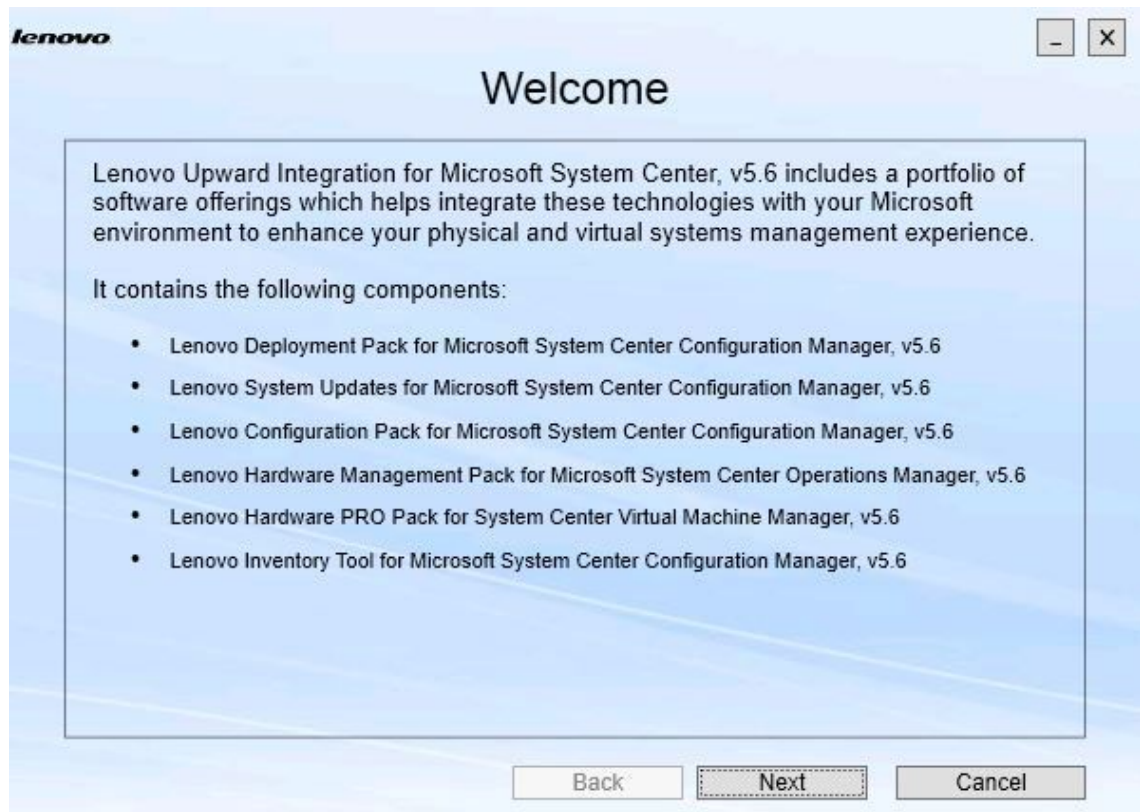 lenovo
_ X
Welcome
Lenovo Upward Integration for Microsoft System Center, v5.6 includes a portfolio of
software offerings which helps integrate these technologies with your Microsoft
environment to enhance your physical and virtual systems management experience.
It contains the following components:
• Lenovo Deployment Pack for Microsoft System Center Configuration Manager, v5.6
• Lenovo System Updates for Microsoft System Center Configuration Manager, v5.6
• Lenovo Configuration Pack for Microsoft System Center Configuration Manager, v5.6
• Lenovo Hardware Management Pack for Microsoft System Center Operations Manager, v5.6
• Lenovo Hardware PRO Pack for System Center Virtual Machine Manager, v5.6
• Lenovo Inventory Tool for Microsoft System Center Configuration Manager, v5.6
Back Next Cancel